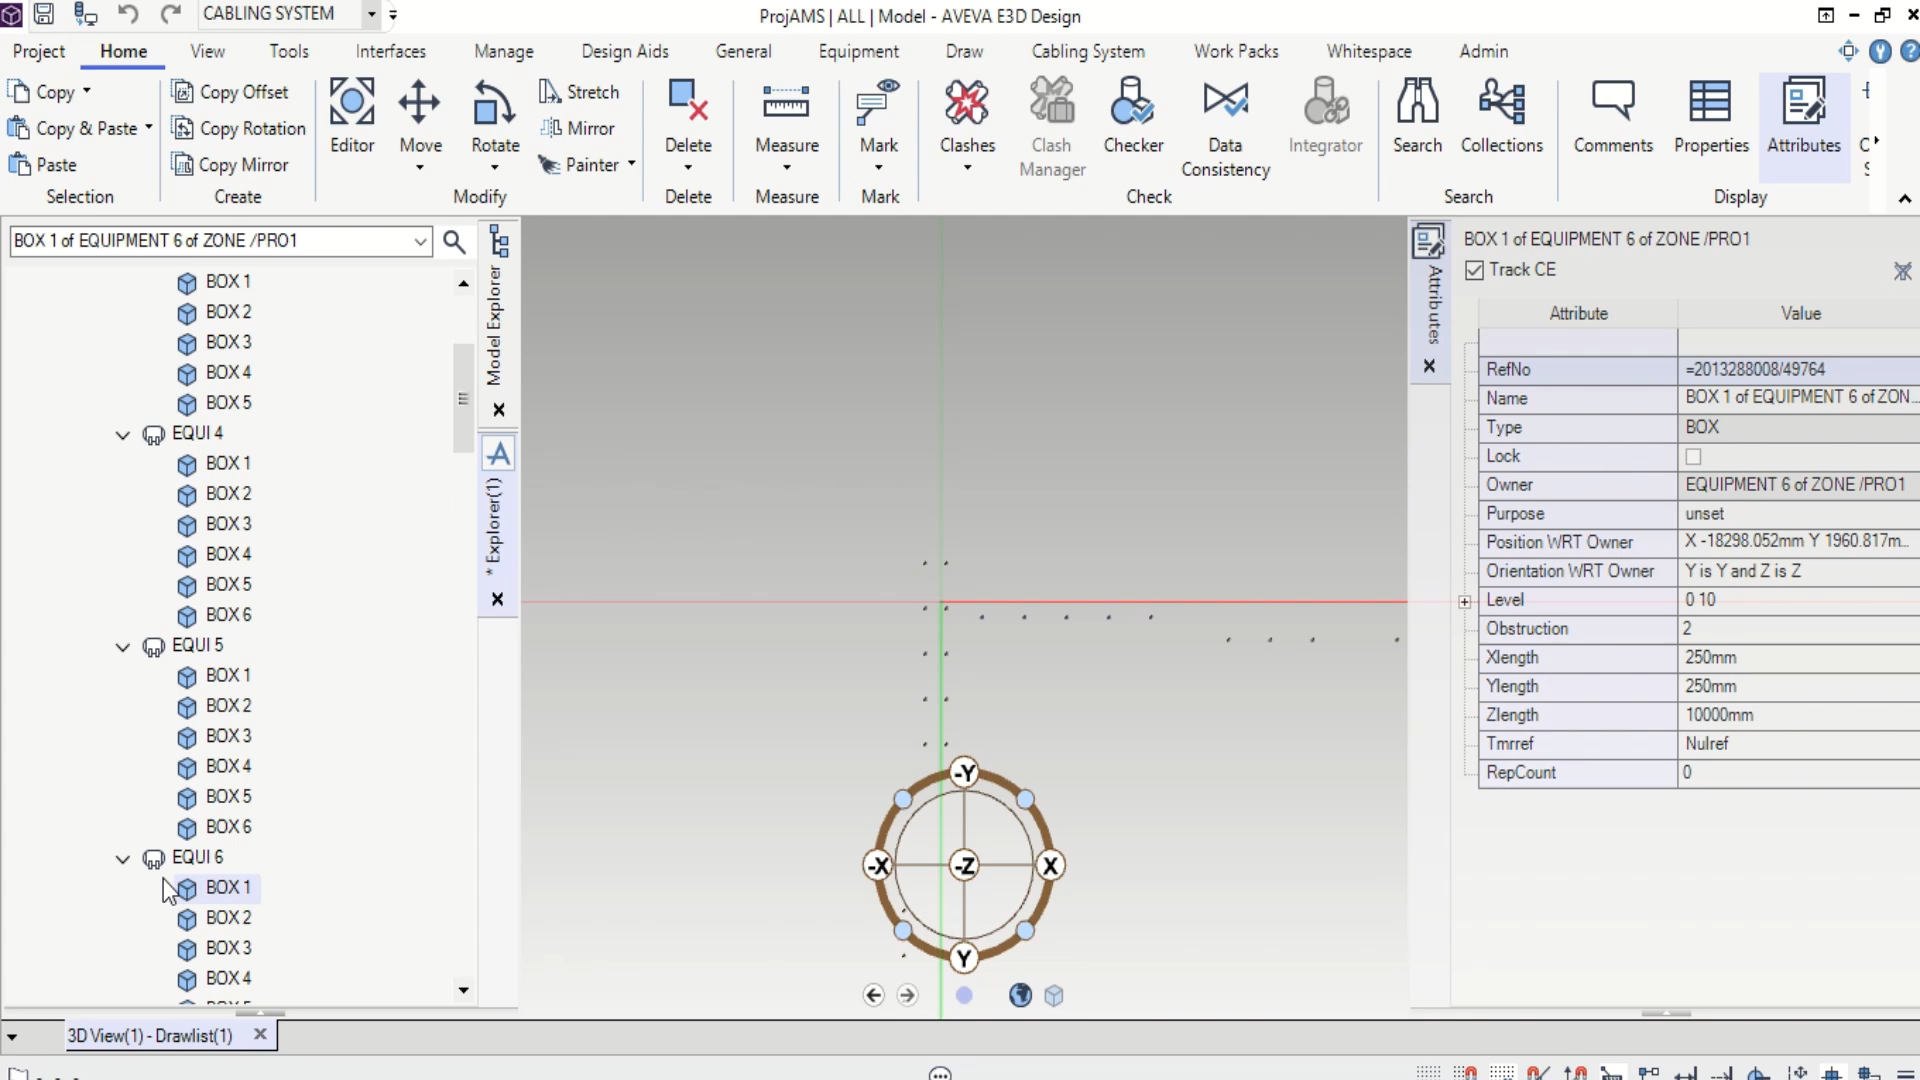 CABLING SYSTEM
ProjAMS | ALL | Model - AVEVA E3D Design
Project Home View Tools Interfaces Manage Design Aids General Equipment Draw Cabling System Work Packs Whitespace Admin
Copy
Copy & Paste
Paste
Selection
Copy Offset
Copy Rotation
Copy Mirror
Create
Editor
Move
Rotate
Stretch
Mirror
Painter
Modify
Delete
Delete
Measure
Measure
Mark
Mark
Clashes
Clash
Manager
Checker
Data
Consistency
Integrator
Check
Search
Collections
Search
Comments
Properties
Attributes
Display
BOX 1 of EQUIPMENT 6 of ZONE /PRO1
BOX 1
BOX 2
BOX 3
BOX 4
BOX 5
EQUI 4
BOX 1
BOX 2
BOX 3
BOX 4
BOX 5
BOX 6
EQUI 5
BOX 1
BOX 2
BOX 3
BOX 4
BOX 5
BOX 6
EQUI 6
BOX 1
BOX 2
BOX 3
BOX 4
Model Explorer
* Explorer(1)
-Y
-X
-Z
X
Y
Attributes
BOX 1 of EQUIPMENT 6 of ZONE /PRO1
Track CE
Attribute Value
RefNo =2013288008/49764
Name BOX 1 of EQUIPMENT 6 of ZON...
Type BOX
Lock
Owner EQUIPMENT 6 of ZONE /PRO1
Purpose unset
Position WRT Owner X -18298.052mm Y 1960.817m...
Orientation WRT Owner Y is Y and Z is Z
Level 0 10
Obstruction 2
Xlength 250mm
Ylength 250mm
Zlength 10000mm
Tmrref Nulref
RepCount 0
3D View(1) - Drawlist(1)